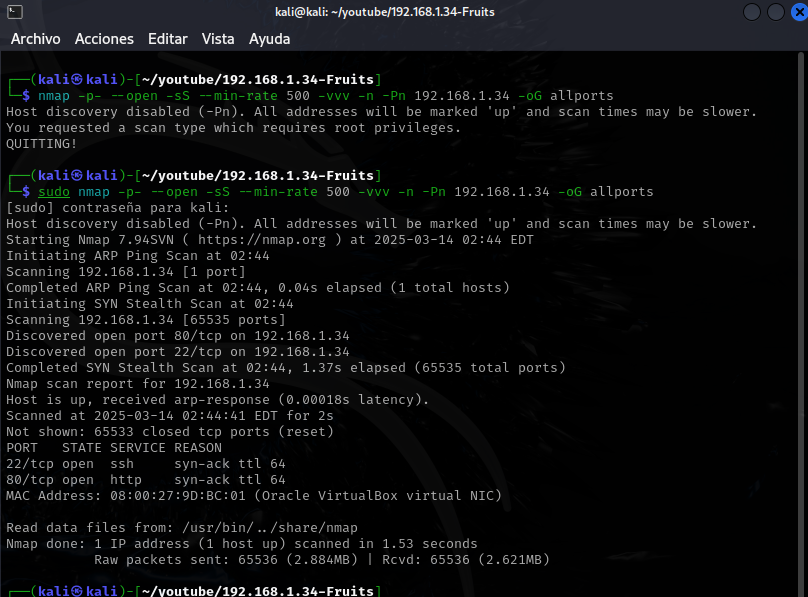 kali@kali: ~/youtube/192.168.1.34-Fruits
Archivo Acciones Editar Vista Ayuda
┌──(kali㉿kali)-[~/youtube/192.168.1.34-Fruits]
└─$ nmap -p- --open -sS --min-rate 500 -vvv -n -Pn 192.168.1.34 -oG allports
Host discovery disabled (-Pn). All addresses will be marked 'up' and scan times may be slower.
You requested a scan type which requires root privileges.
QUITTING!
┌──(kali㉿kali)-[~/youtube/192.168.1.34-Fruits]
└─$ sudo nmap -p- --open -sS --min-rate 500 -vvv -n -Pn 192.168.1.34 -oG allports
[sudo] contraseña para kali:
Host discovery disabled (-Pn). All addresses will be marked 'up' and scan times may be slower.
Starting Nmap 7.94SVN ( https://nmap.org ) at 2025-03-14 02:44 EDT
Initiating ARP Ping Scan at 02:44
Scanning 192.168.1.34 [1 port]
Completed ARP Ping Scan at 02:44, 0.04s elapsed (1 total hosts)
Initiating SYN Stealth Scan at 02:44
Scanning 192.168.1.34 [65535 ports]
Discovered open port 80/tcp on 192.168.1.34
Discovered open port 22/tcp on 192.168.1.34
Completed SYN Stealth Scan at 02:44, 1.37s elapsed (65535 total ports)
Nmap scan report for 192.168.1.34
Host is up, received arp-response (0.00018s latency).
Scanned at 2025-03-14 02:44:41 EDT for 2s
Not shown: 65533 closed tcp ports (reset)
PORT   STATE SERVICE REASON
22/tcp open  ssh     syn-ack ttl 64
80/tcp open  http    syn-ack ttl 64
MAC Address: 08:00:27:9D:BC:01 (Oracle VirtualBox virtual NIC)
Read data files from: /usr/bin/../share/nmap
Nmap done: 1 IP address (1 host up) scanned in 1.53 seconds
           Raw packets sent: 65536 (2.884MB) | Rcvd: 65536 (2.621MB)
┌──(kali㉿kali)-[~/youtube/192.168.1.34-Fruits]